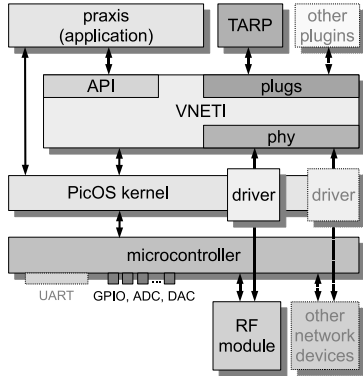 praxis
(application)
TARP
other
plugins
API
plugs
VNETI
phy
PicOS kernel
driver
driver
microcontroller
UART
GPIO, ADC, DAC
RF
module
other
network
devices